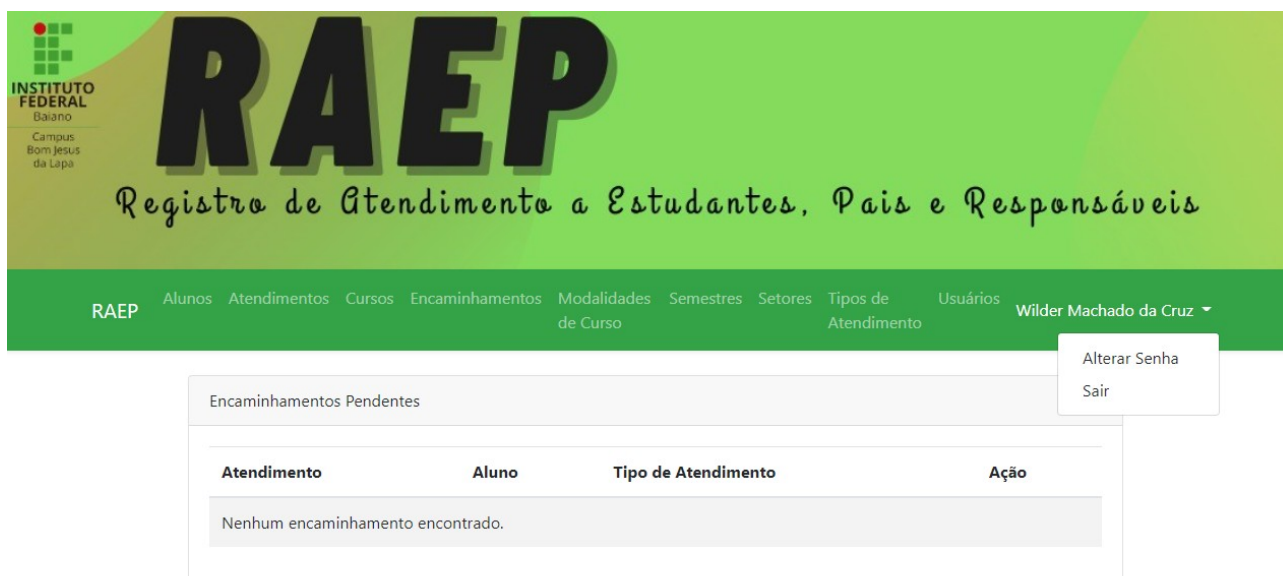 INSTITUTO
FEDERAL
Baiano
Campus
Bom Jesus
da Lapa
RAEP
Registro de Atendimento a Estudantes, Pais e Responsáveis
RAEP Alunos Atendimentos Cursos Encaminhamentos Modalidades de Curso Semestres Setores Tipos de Atendimento Usuários Wilder Machado da Cruz
Alterar Senha
Sair
Encaminhamentos Pendentes
Atendimento Aluno Tipo de Atendimento Ação
Nenhum encaminhamento encontrado.